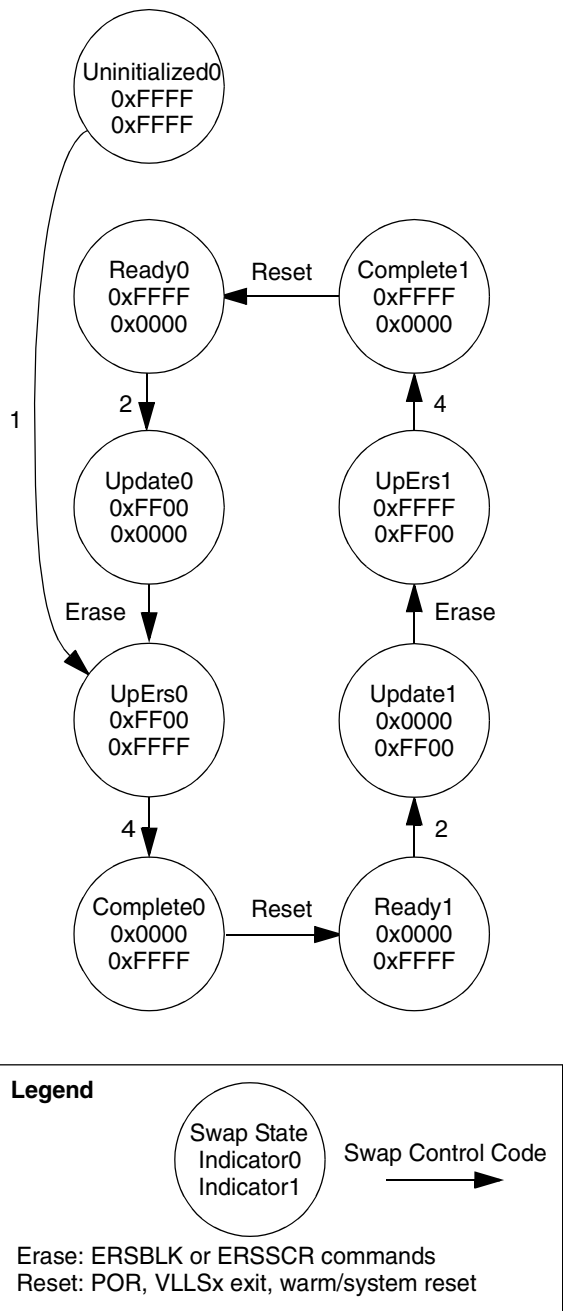 Uninitialized0
0xFFFF
0xFFFF
Ready0
0xFFFF
0x0000
Reset
Complete1
0xFFFF
0x0000
1
2
4
Update0
0xFF00
0x0000
UpErs1
0xFFFF
0xFF00
Erase
Erase
UpErs0
0xFF00
0xFFFF
Update1
0x0000
0xFF00
4
2
Complete0
0x0000
0xFFFF
Reset
Ready1
0x0000
0xFFFF
Legend
Swap State
Indicator0
Indicator1
Swap Control Code
Erase: ERSBLK or ERSSCR commands
Reset: POR, VLLSx exit, warm/system reset